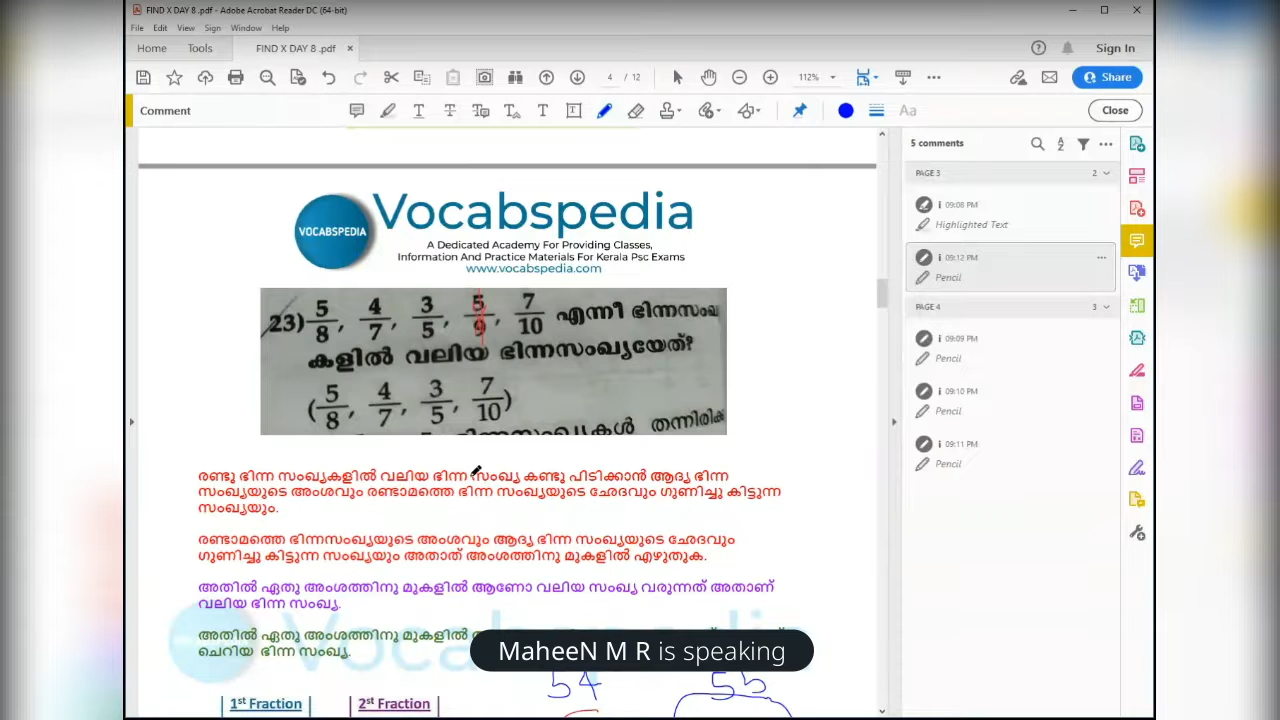 FIND X DAY 8 .pdf - Adobe Acrobat Reader DC (64-bit)
File Edit View Sign Window Help
Home Tools FIND X DAY 8 .pdf × Sign In
4 / 12 112% Share
Comment Close
5 comments
PAGE 3 2
i 09:08 PM
Highlighted Text
i 09:12 PM
Pencil
PAGE 4 3
i 09:09 PM
Pencil
i 09:10 PM
Pencil
i 09:11 PM
Pencil
VOCABSPEDIA
Vocabspedia
A Dedicated Academy For Providing Classes,
Information And Practice Materials For Kerala Psc Exams
www.vocabspedia.com
23) 5/8, 4/7, 3/5, 5/9, 7/10 എന്നീ ഭിന്നസംഖ
കളിൽ വലിയ ഭിന്നസംഖ്യയേത്?
(5/8, 4/7, 3/5, 7/10)
തന്നിരിക്
രണ്ടു ഭിന്ന സംഖ്യകളിൽ വലിയ ഭിന്ന സംഖ്യ കണ്ടു പിടിക്കാൻ ആദ്യ ഭിന്ന
സംഖ്യയുടെ അംശവും രണ്ടാമത്തെ ഭിന്ന സംഖ്യയുടെ ഛേദവും ഗുണിച്ചു കിട്ടുന്ന
സംഖ്യയും.
രണ്ടാമത്തെ ഭിന്നസംഖ്യയുടെ അംശവും ആദ്യ ഭിന്ന സംഖ്യയുടെ ഛേദവും
ഗുണിച്ചു കിട്ടുന്ന സംഖ്യയും അതാത് അംശത്തിനു മുകളിൽ എഴുതുക.
അതിൽ ഏതു അംശത്തിനു മുകളിൽ ആണോ വലിയ സംഖ്യ വരുന്നത് അതാണ്
വലിയ ഭിന്ന സംഖ്യ.
അതിൽ ഏതു അംശത്തിനു മുകളിൽ
ചെറിയ ഭിന്ന സംഖ്യ.
MaheeN M R is speaking
54 55
1st Fraction 2nd Fraction